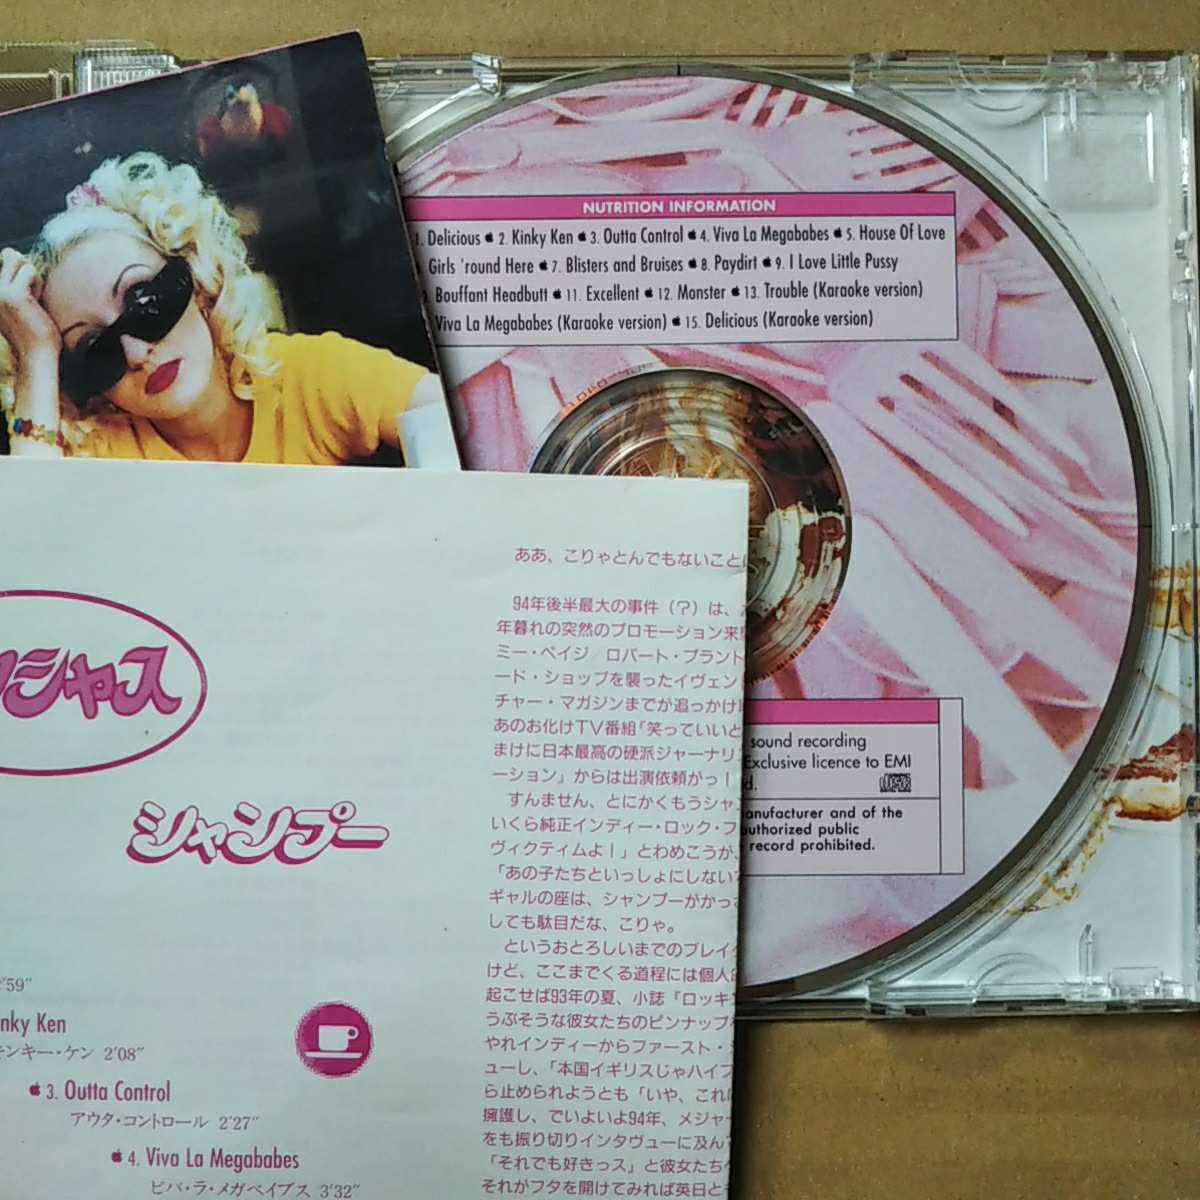 NUTRITION INFORMATION
1. Delicious 2. Kinky Ken 3. Outta Control 4. Viva La Megababes 5. House Of Love
Girls 'round Here 7. Blisters and Bruises 8. Paydirt 9. I Love Little Pussy
Bouffant Headbutt 11. Excellent 12. Monster 13. Trouble (Karaoke version)
Viva La Megababes (Karaoke version) 15. Delicious (Karaoke version)
sound recording
Exclusive licence to EMI
d.
manufacturer and of the
authorized public
record prohibited.
シャス
シャンプー
2'59"
nky Ken
キンキー・ケン 2'08"
3. Outta Control
アウタ・コントロール 2'27"
4. Viva La Megababes
ビバ・ラ・メガベイブス 3'32"
ああ、こりゃとんでもないことに
94年後半最大の事件（？）は、
年暮れの突然のプロモーション来
ミー・ペイジ／ロバート・プラント
ード・ショップを襲ったイヴェン
チャー・マガジンまでが追っかけ
あのお化けTV番組「笑っていいと
まけに日本最高の硬派ジャーナリ
ーション」からは出演依頼がっ！
すんません、とにかくもうシャン
いくら純正インディー・ロック・フ
ヴィクティムよ！」とわめこうが、
「あの子たちといっしょにしないで
ギャルの座は、シャンプーがかっさ
しても駄目だな、こりゃ。
というおとろしいまでのブレイク
けど、ここまでくる道程には個人的
起こせば93年の夏、小誌『ロッキ
うぶそうな彼女たちのピンナップ
やれインディーからファースト・
ューし、「本国イギリスじゃハイプ
ら止められようとも「いや、これは
擁護し、でいよいよ94年、メジャー
をも振り切りインタヴューに及んで
「それでも好きっス」と彼女たちへ
それがフタを開けてみれば英日と